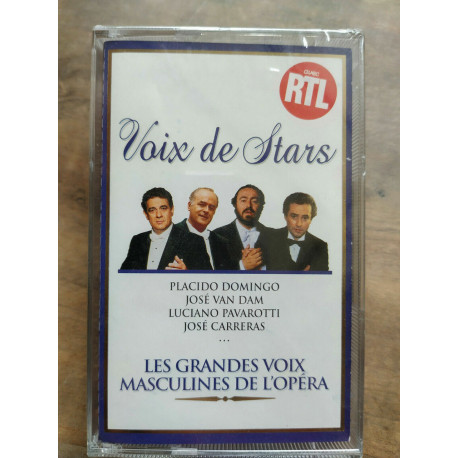 avec
RTL
Voix de Stars
PLACIDO DOMINGO
JOSÉ VAN DAM
LUCIANO PAVAROTTI
JOSÉ CARRERAS
...
LES GRANDES VOIX
MASCULINES DE L'OPÉRA